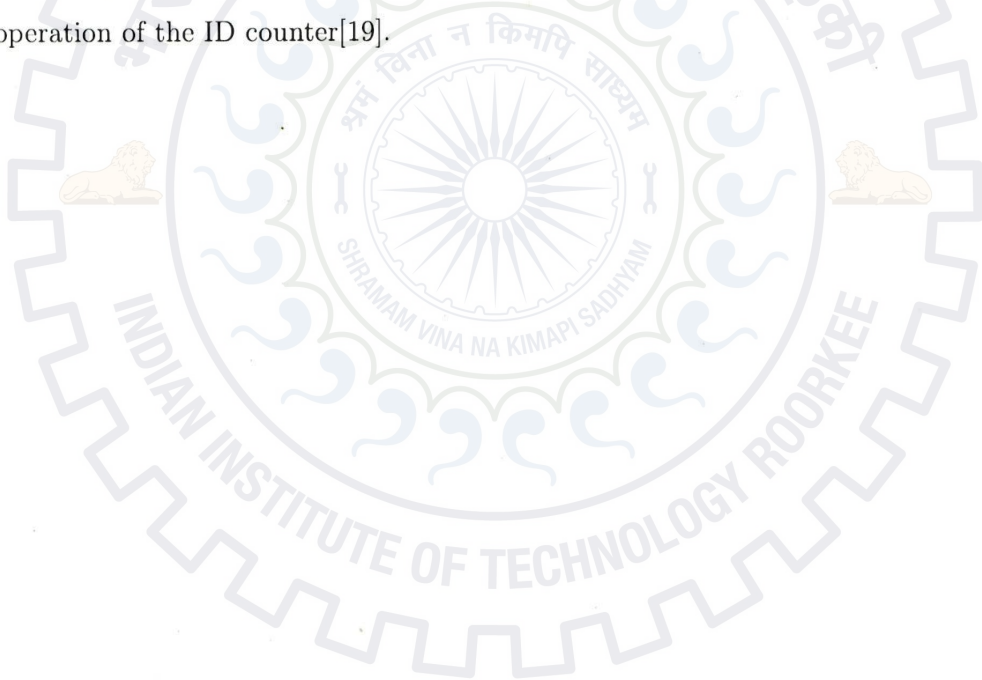 operation of the ID counter[19].
श्रमं विना न किमपि साध्यम
SHRAMAM VINA NA KIMAPI SADHYAM
INDIAN INSTITUTE OF TECHNOLOGY ROORKEE